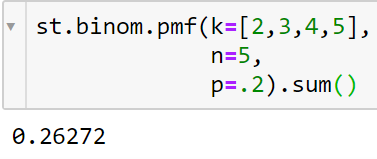 st.binom.pmf(k=[2,3,4,5],
n=5,
p=.2).sum()
0.26272